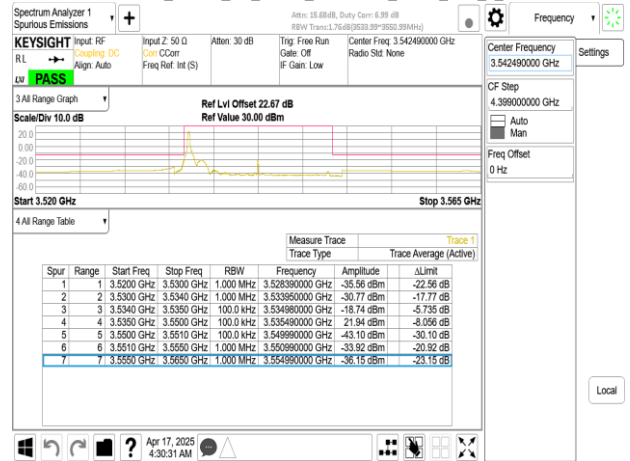 Spectrum Analyzer 1
Spurious Emissions
Attn: 15.68dB, Duty Corr: 6.99 dB
RBW Trans:1.76dB(3533.99~3550.99MHz)
Frequency
Settings
KEYSIGHT
RL
LXI
PASS
Input: RF
Coupling: DC
Align: Auto
Input Z: 50 Ω
Corr CCorr
Freq Ref: Int (S)
Atten: 30 dB
Trig: Free Run
Gate: Off
IF Gain: Low
Center Freq: 3.542490000 GHz
Radio Std: None
Center Frequency
3.542490000 GHz
CF Step
4.399000000 GHz
Auto
Man
Freq Offset
0 Hz
Local
3 All Range Graph
Scale/Div 10.0 dB
Ref Lvl Offset 22.67 dB
Ref Value 30.00 dBm
20.0
0.00
-20.0
-40.0
-60.0
Start 3.520 GHz
Stop 3.565 GHz
4 All Range Table
Measure Trace Trace 1
Trace Type Trace Average (Active)
Spur Range Start Freq Stop Freq RBW Frequency Amplitude ΔLimit
1 1 3.5200 GHz 3.5300 GHz 1.000 MHz 3.528390000 GHz -35.56 dBm -22.56 dB
2 2 3.5300 GHz 3.5340 GHz 1.000 MHz 3.533950000 GHz -30.77 dBm -17.77 dB
3 3 3.5340 GHz 3.5350 GHz 100.0 kHz 3.534980000 GHz -18.74 dBm -5.735 dB
4 4 3.5350 GHz 3.5500 GHz 100.0 kHz 3.535490000 GHz 21.94 dBm -8.056 dB
5 5 3.5500 GHz 3.5510 GHz 100.0 kHz 3.549990000 GHz -43.10 dBm -30.10 dB
6 6 3.5510 GHz 3.5550 GHz 1.000 MHz 3.550990000 GHz -33.92 dBm -20.92 dB
7 7 3.5550 GHz 3.5650 GHz 1.000 MHz 3.554990000 GHz -36.15 dBm -23.15 dB
Apr 17, 2025
4:30:31 AM